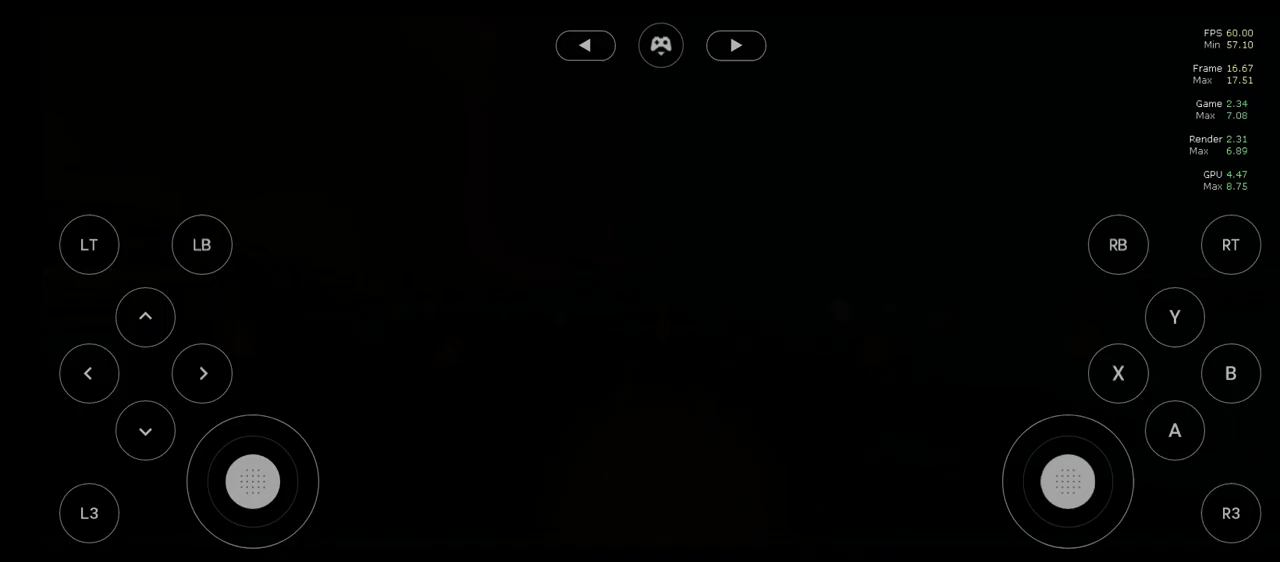 FPS 60.00
Min 57.10
Frame 16.67
Max 17.51
Game 2.34
Max 7.08
Render 2.31
Max 6.89
GPU 4.47
Max 8.75
LT LB RB RT
Y
X B
A
L3 R3